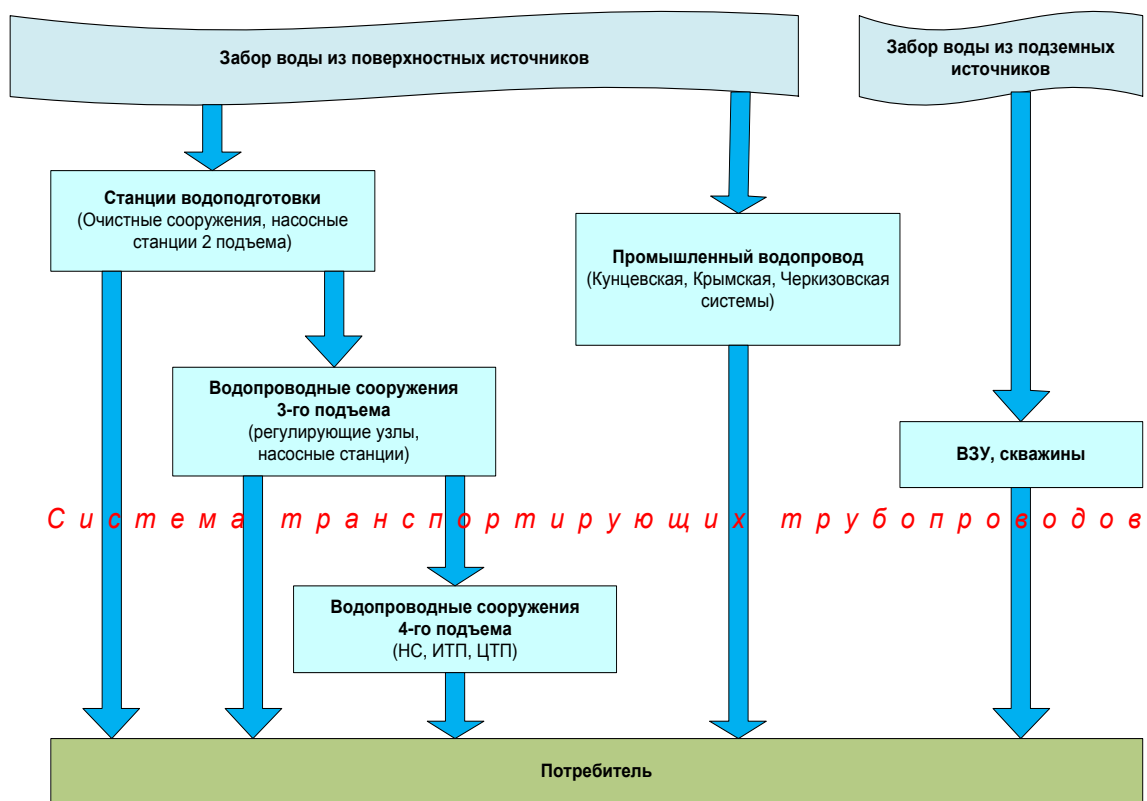 Забор воды из поверхностных источников
Забор воды из подземных
источников
Станции водоподготовки
(Очистные сооружения, насосные
станции 2 подъема)
Промышленный водопровод
(Кунцевская, Крымская, Черкизовская
системы)
Водопроводные сооружения
3-го подъема
(регулирующие узлы,
насосные станции)
ВЗУ, скважины
Система транспортирующих трубопроводов
Водопроводные сооружения
4-го подъема
(НС, ИТП, ЦТП)
Потребитель